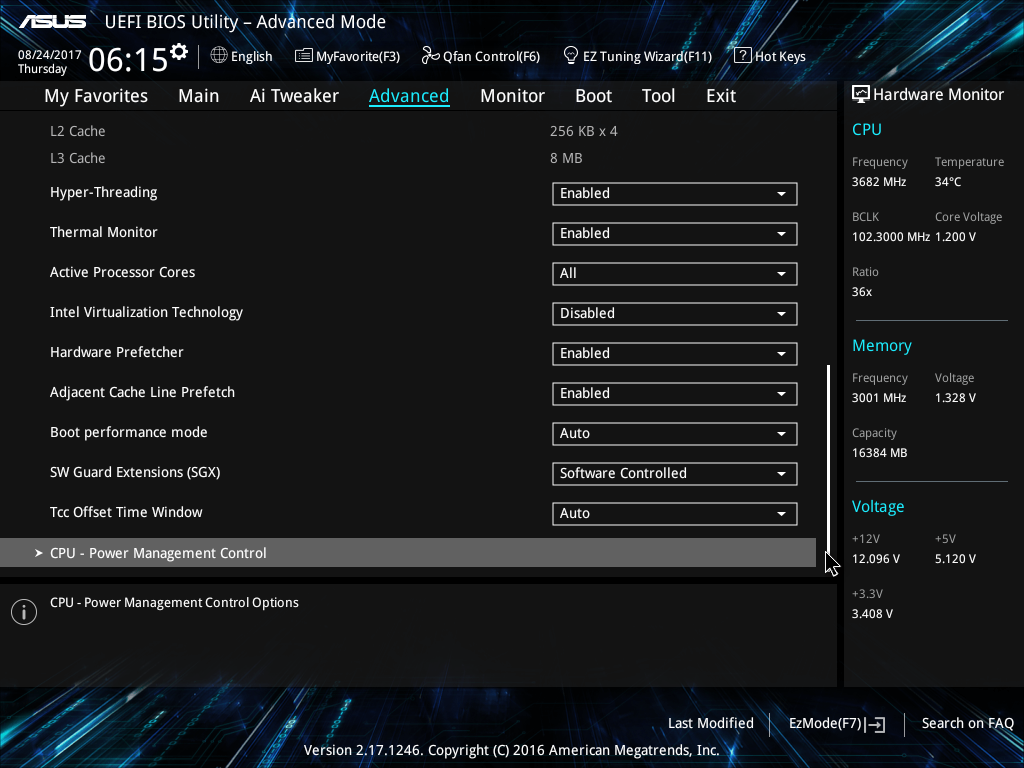 ASUS UEFI BIOS Utility – Advanced Mode
08/24/2017 Thursday 06:15 English MyFavorite(F3) Qfan Control(F6) EZ Tuning Wizard(F11) ? Hot Keys
My Favorites Main Ai Tweaker Advanced Monitor Boot Tool Exit
L2 Cache 256 KB x 4
L3 Cache 8 MB
Hyper-Threading Enabled
Thermal Monitor Enabled
Active Processor Cores All
Intel Virtualization Technology Disabled
Hardware Prefetcher Enabled
Adjacent Cache Line Prefetch Enabled
Boot performance mode Auto
SW Guard Extensions (SGX) Software Controlled
Tcc Offset Time Window Auto
CPU - Power Management Control
i CPU - Power Management Control Options
Hardware Monitor
CPU
Frequency Temperature
3682 MHz 34°C
BCLK Core Voltage
102.3000 MHz 1.200 V
Ratio
36x
Memory
Frequency Voltage
3001 MHz 1.328 V
Capacity
16384 MB
Voltage
+12V +5V
12.096 V 5.120 V
+3.3V
3.408 V
Last Modified EzMode(F7) Search on FAQ
Version 2.17.1246. Copyright (C) 2016 American Megatrends, Inc.